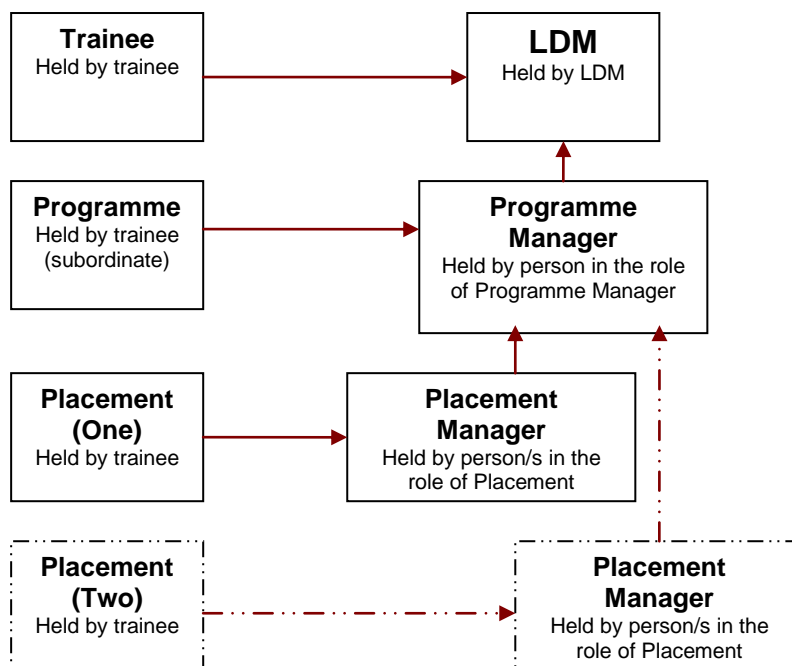 Trainee
Held by trainee
LDM
Held by LDM
Programme
Held by trainee
(subordinate)
Programme
Manager
Held by person in the role
of Programme Manager
Placement
(One)
Held by trainee
Placement
Manager
Held by person/s in the
role of Placement
Placement
(Two)
Held by trainee
Placement
Manager
Held by person/s in the
role of Placement